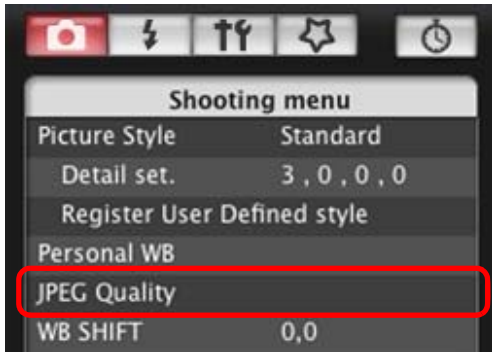 Shooting menu
Picture Style Standard
Detail set. 3 , 0 , 0 , 0
Register User Defined style
Personal WB
JPEG Quality
WB SHIFT 0,0